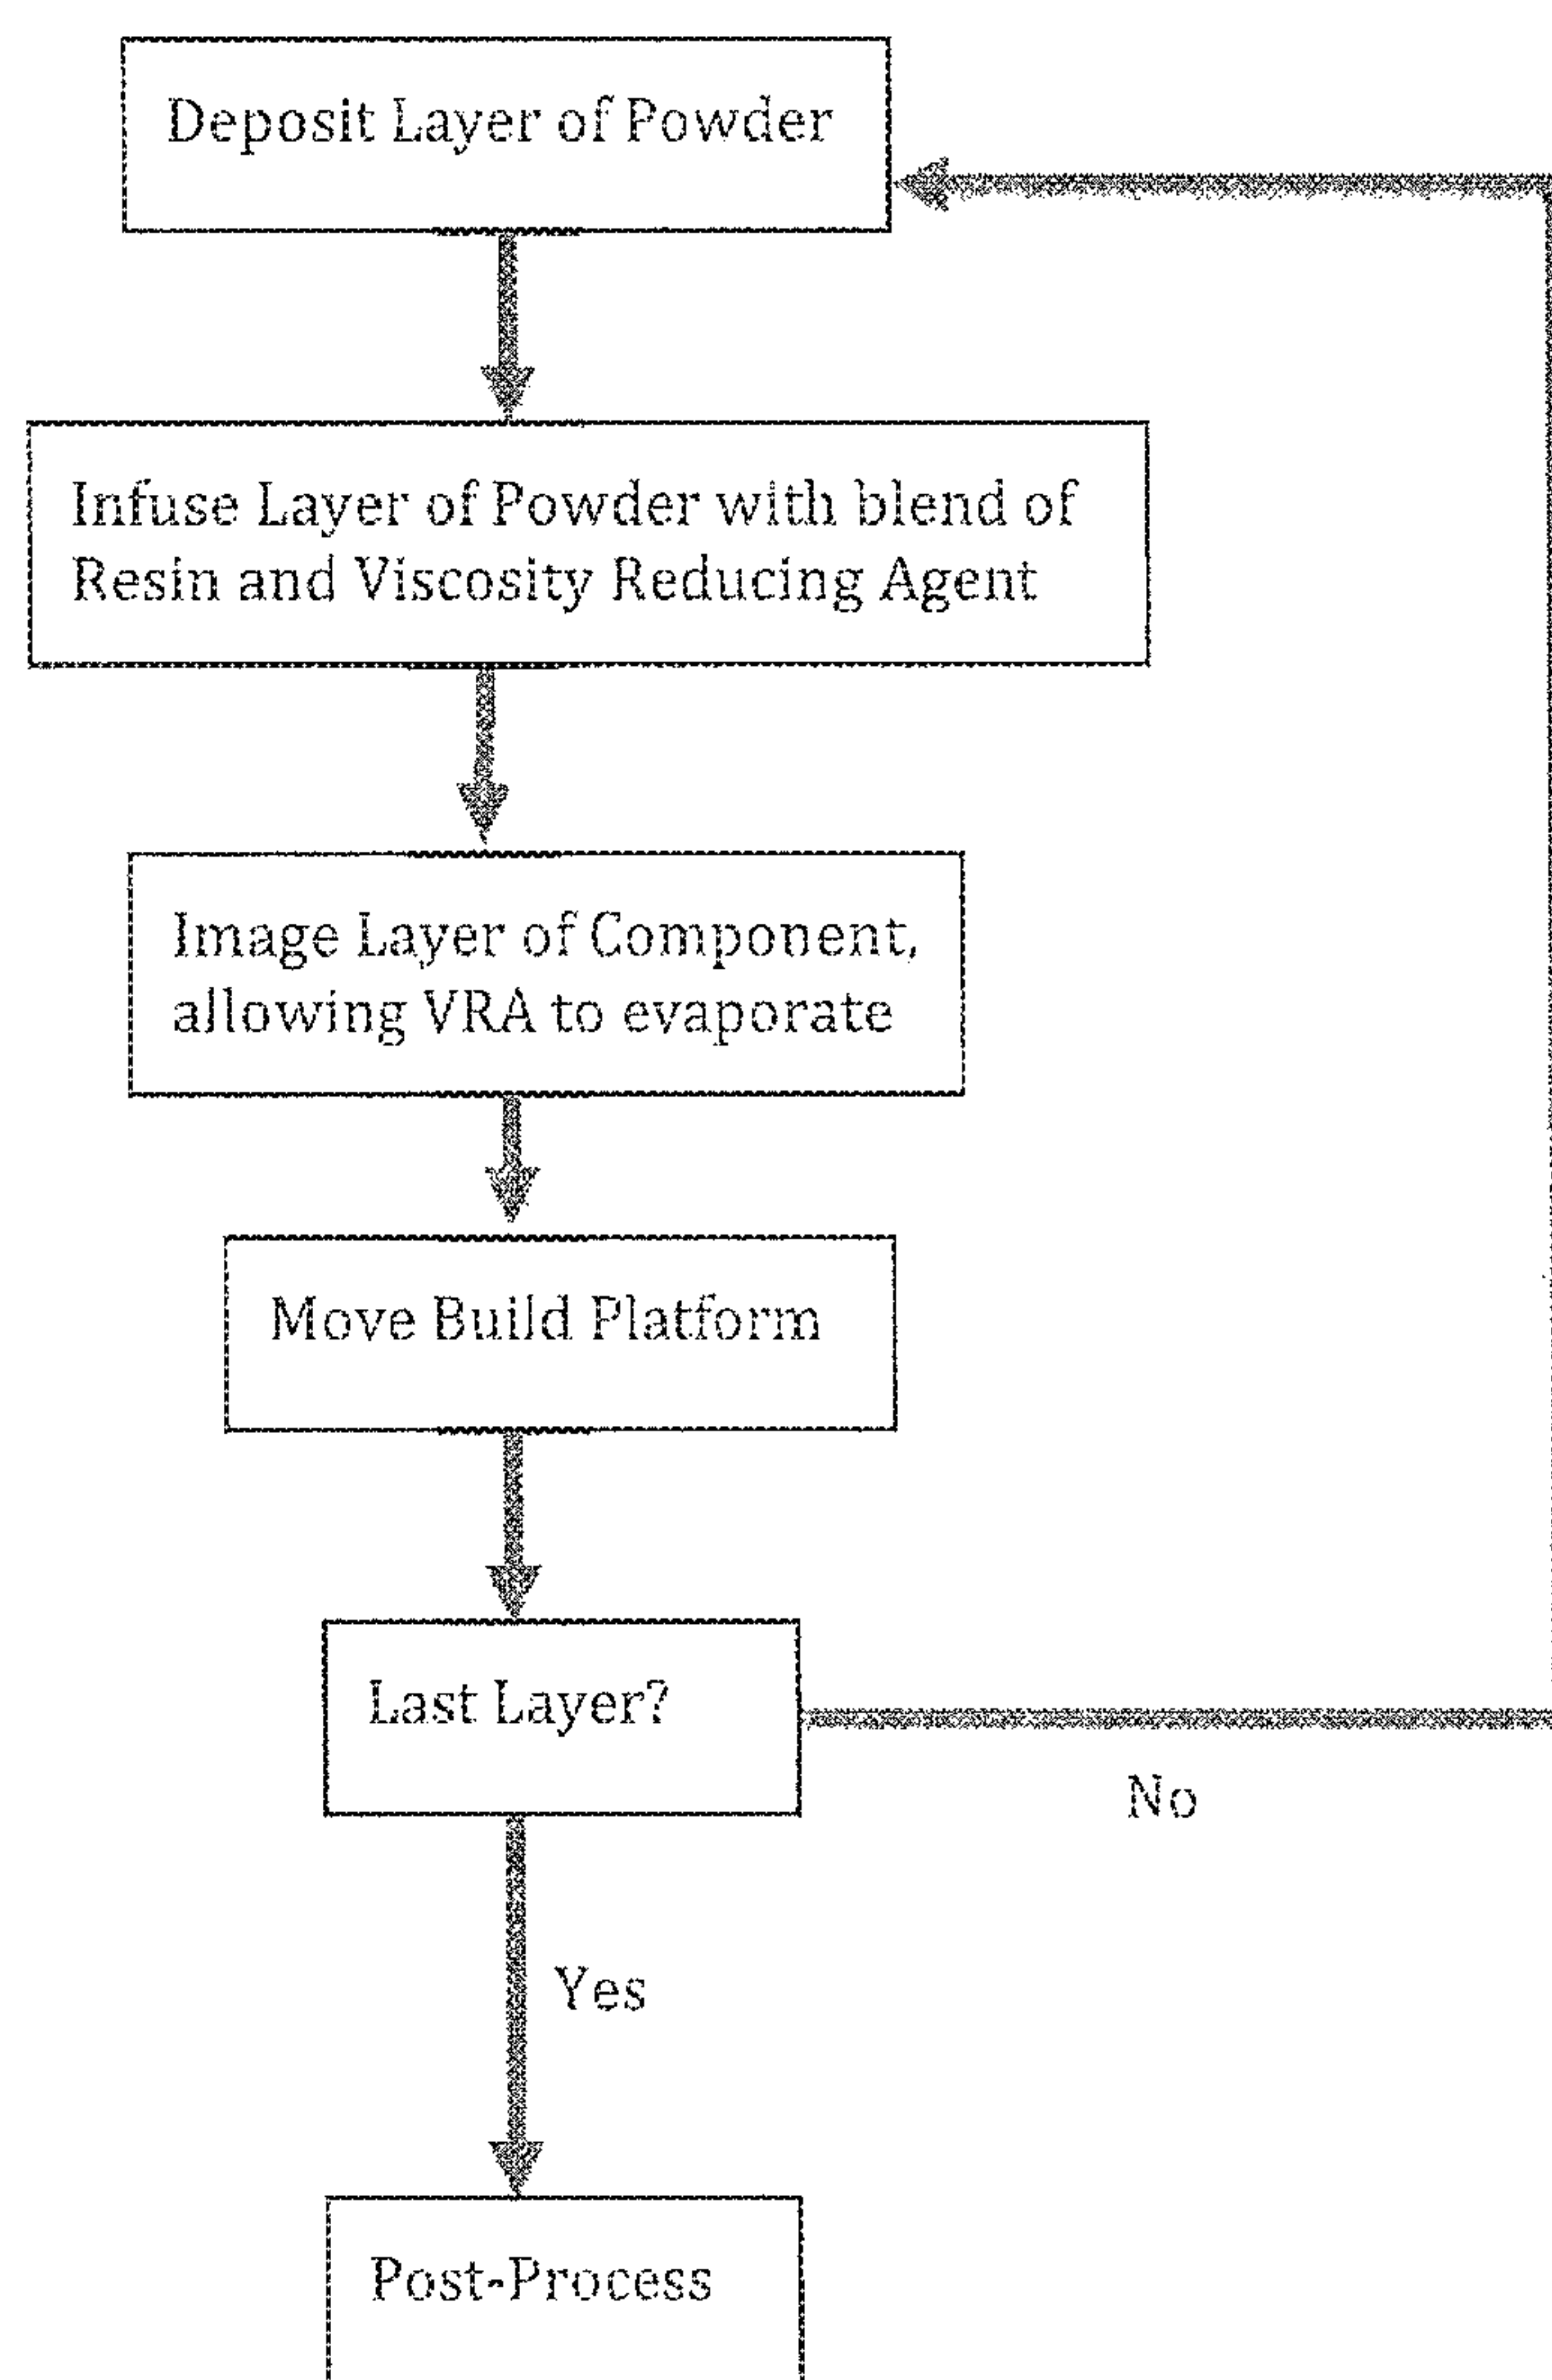 Deposit Layer of Powder
Infuse Layer of Powder with blend of
Resin and Viscosity Reducing Agent
Image Layer of Component,
allowing VRA to evaporate
Move Build Platform
Last Layer?
No
Yes
Post-Process